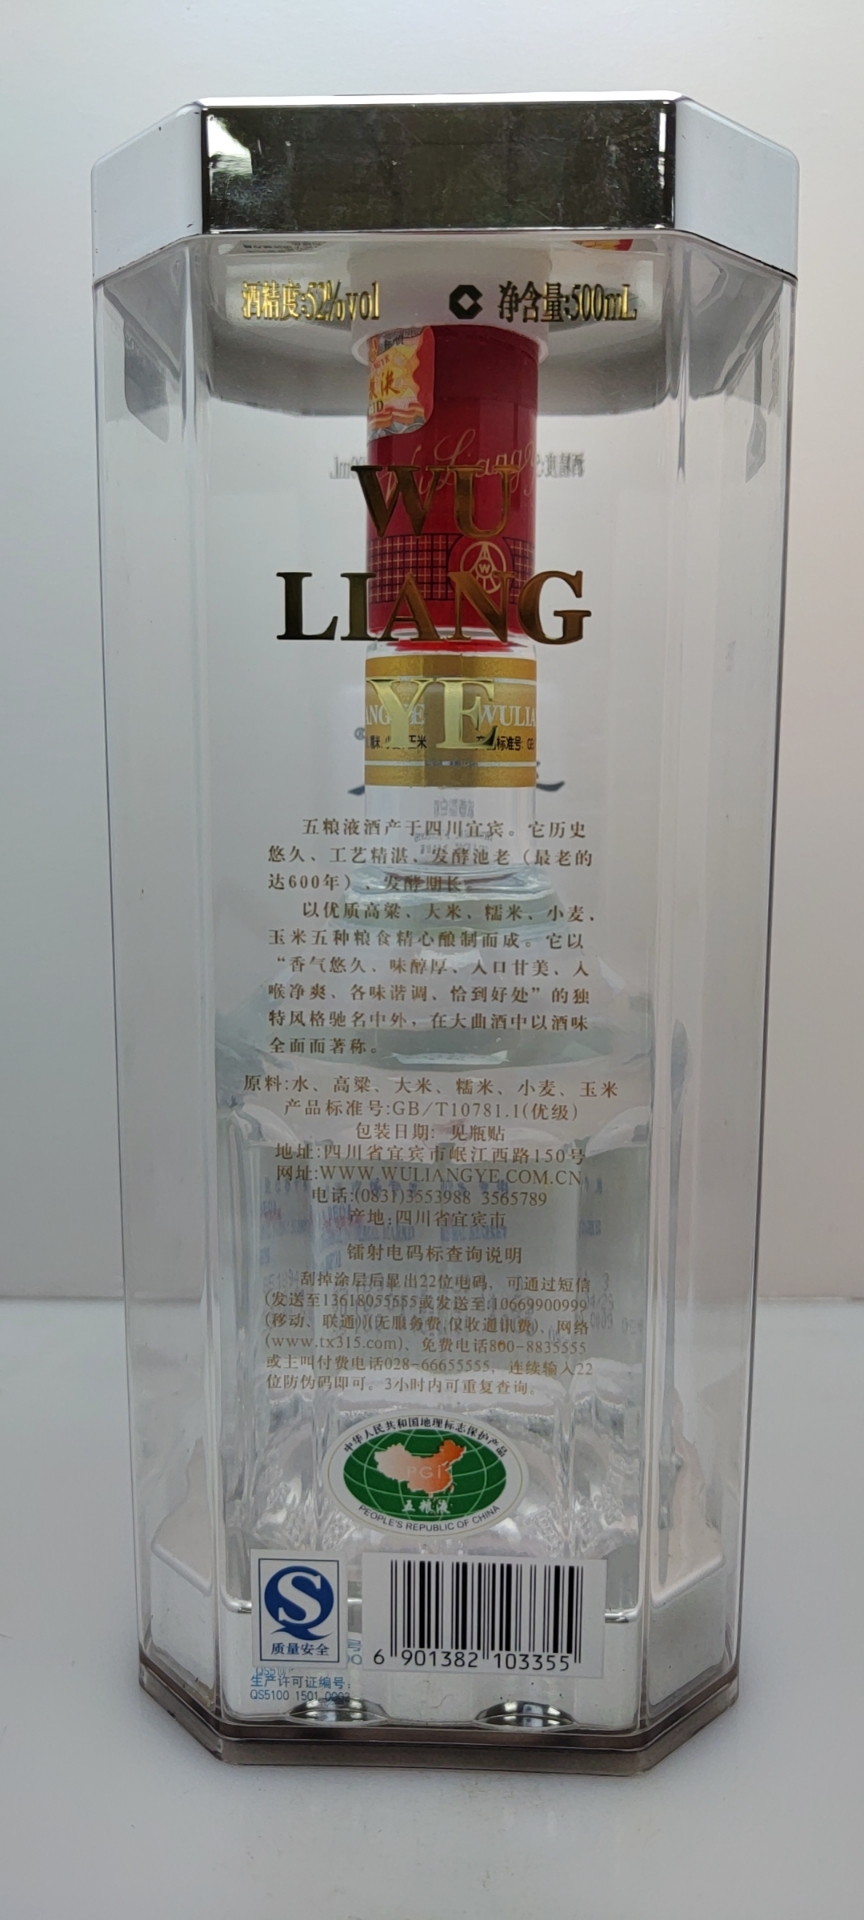 酒精度:52%vol 净含量:500mL
WU
LIANG
YE
五粮液酒产于四川宜宾。它历史
悠久、工艺精湛、发酵池老（最老的
达600年）、发酵期长。
以优质高粱、大米、糯米、小麦、
玉米五种粮食精心酿制而成。它以
“香气悠久、味醇厚、入口甘美、入
喉净爽、各味谐调、恰到好处”的独
特风格驰名中外，在大曲酒中以酒味
全面而著称。
原料:水、高粱、大米、糯米、小麦、玉米
产品标准号:GB/T10781.1(优级)
包装日期: 见瓶贴
地址:四川省宜宾市岷江西路150号
网址:WWW.WULIANGYE.COM.CN
电话:(0831)3553988 3565789
产地:四川省宜宾市
镭射电码标查询说明
刮掉涂层后显出22位电码，可通过短信
(发送至13618055555或发送至:10669900999
(移动、联通)](无服务费,仅收通讯费)、网络
(www.tx315.com)、免费电话800-8835555
或主叫付费电话028-66655555，连续输入22
位防伪码即可。3小时内可重复查询。
中华人民共和国地理标志保护产品
PGI
五粮液
PEOPLE'S REPUBLIC OF CHINA
质量安全
6 901382 103355
生产许可证编号:
QS5100 1501